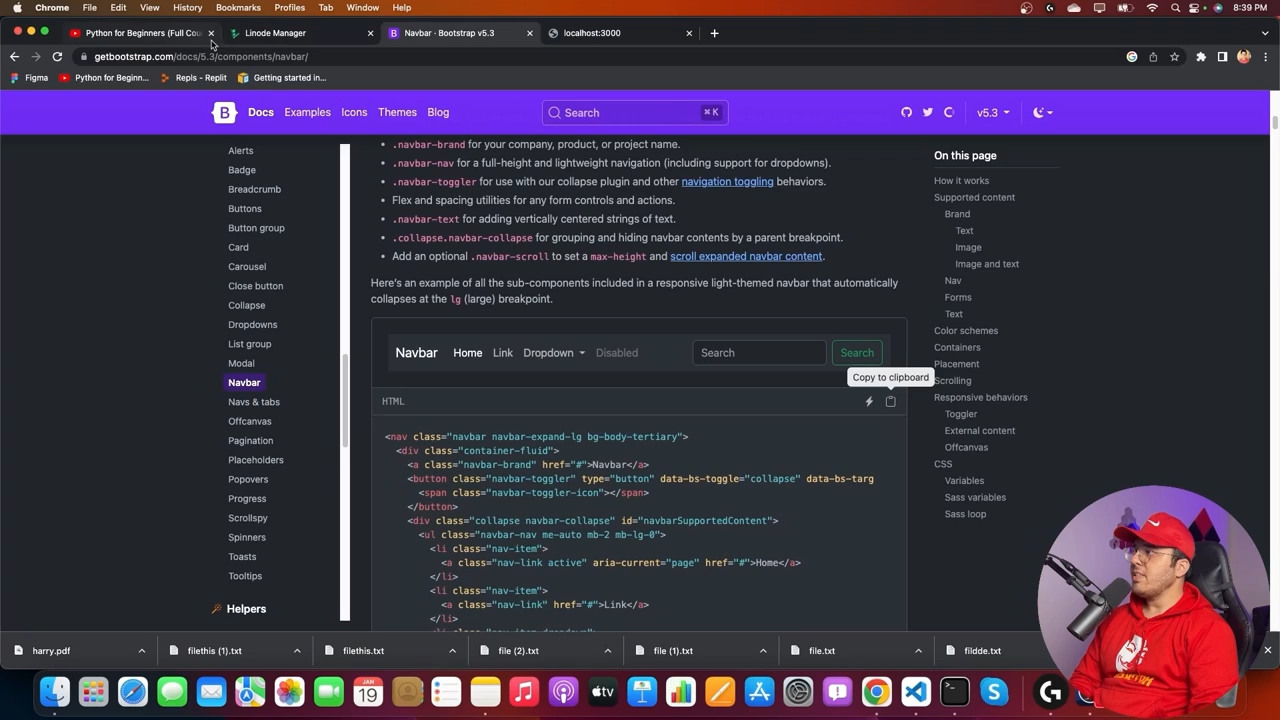 Chrome File Edit View History Bookmarks Profiles Tab Window Help 8:39 PM
Python for Beginners (Full Cou Linode Manager Navbar · Bootstrap v5.3 localhost:3000
getbootstrap.com/docs/5.3/components/navbar/
Figma Python for Beginn... Repls - Replit Getting started in...
B Docs Examples Icons Themes Blog Search ⌘ K v5.3
Alerts
Badge
Breadcrumb
Buttons
Button group
Card
Carousel
Close button
Collapse
Dropdowns
List group
Modal
Navbar
Navs & tabs
Offcanvas
Pagination
Placeholders
Popovers
Progress
Scrollspy
Spinners
Toasts
Tooltips
Helpers
• .navbar-brand for your company, product, or project name.
• .navbar-nav for a full-height and lightweight navigation (including support for dropdowns).
• .navbar-toggler for use with our collapse plugin and other navigation toggling behaviors.
• Flex and spacing utilities for any form controls and actions.
• .navbar-text for adding vertically centered strings of text.
• .collapse.navbar-collapse for grouping and hiding navbar contents by a parent breakpoint.
• Add an optional .navbar-scroll to set a max-height and scroll expanded navbar content.
Here's an example of all the sub-components included in a responsive light-themed navbar that automatically
collapses at the lg (large) breakpoint.
Navbar Home Link Dropdown Disabled Search Search
Copy to clipboard
HTML
<nav class="navbar navbar-expand-lg bg-body-tertiary">
<div class="container-fluid">
<a class="navbar-brand" href="#">Navbar</a>
<button class="navbar-toggler" type="button" data-bs-toggle="collapse" data-bs-targ
<span class="navbar-toggler-icon"></span>
</button>
<div class="collapse navbar-collapse" id="navbarSupportedContent">
<ul class="navbar-nav me-auto mb-2 mb-lg-0">
<li class="nav-item">
<a class="nav-link active" aria-current="page" href="#">Home</a>
</li>
<li class="nav-item">
<a class="nav-link" href="#">Link</a>
</li>
On this page
How it works
Supported content
Brand
Text
Image
Image and text
Nav
Forms
Text
Color schemes
Containers
Placement
Scrolling
Responsive behaviors
Toggler
External content
Offcanvas
CSS
Variables
Sass variables
Sass loop
harry.pdf filethis (1).txt filethis.txt file (2).txt file (1).txt file.txt fildde.txt
JAN
19
tv